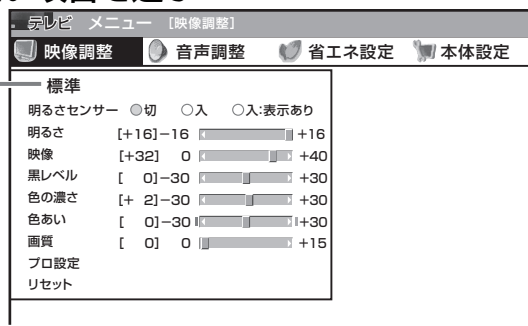 テレビ メニュー [映像調整]
映像調整 音声調整 省エネ設定 本体設定
標準
明るさセンサー ◎切 ○入 ○入:表示あり
明るさ [+16] −16 +16
映像 [+32] 0 +40
黒レベル [ 0] −30 +30
色の濃さ [+ 2] −30 +30
色あい [ 0] −30 +30
画質 [ 0] 0 +15
プロ設定
リセット